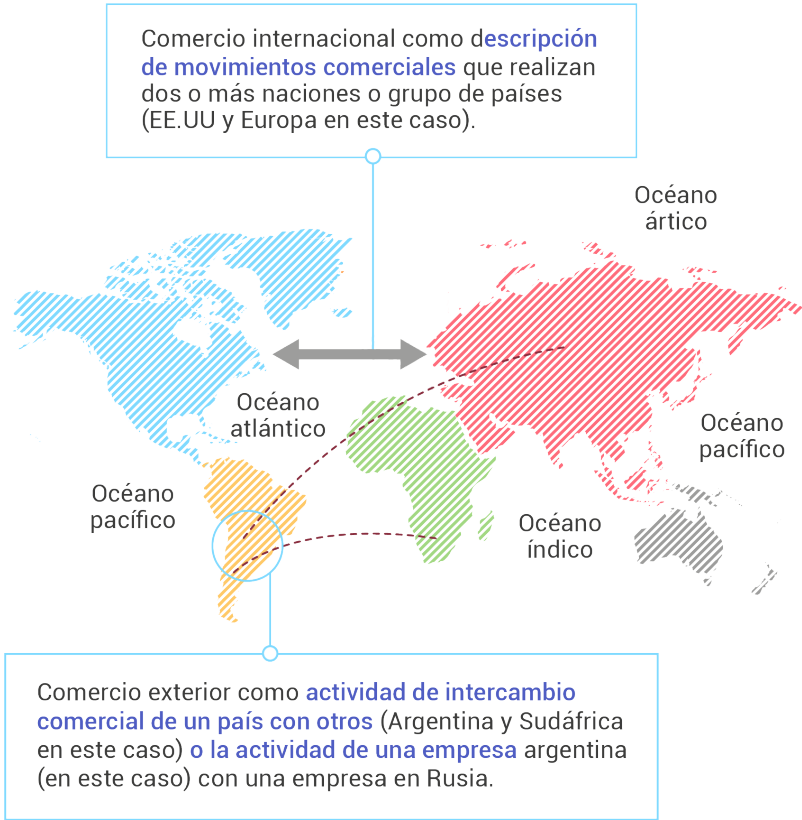 Comercio internacional como descripción
de movimientos comerciales que realizan
dos o más naciones o grupo de países
(EE.UU y Europa en este caso).
Océano
ártico
Océano
atlántico
Océano
pacífico
Océano
pacífico
Océano
índico
Comercio exterior como actividad de intercambio
comercial de un país con otros (Argentina y Sudáfrica
en este caso) o la actividad de una empresa argentina
(en este caso) con una empresa en Rusia.